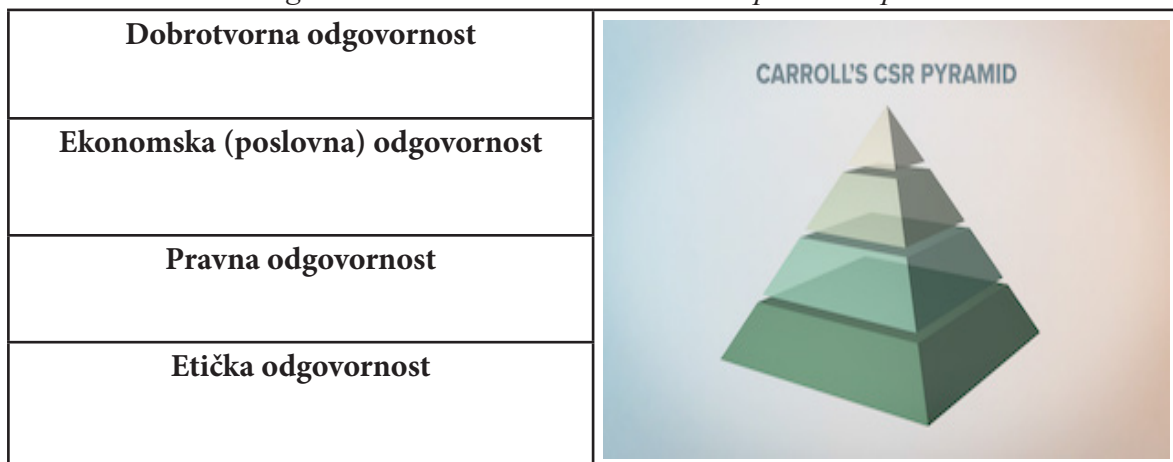 Dobrotvorna odgovornost
CARROLL'S CSR PYRAMID
Ekonomska (poslovna) odgovornost
Pravna odgovornost
Etička odgovornost